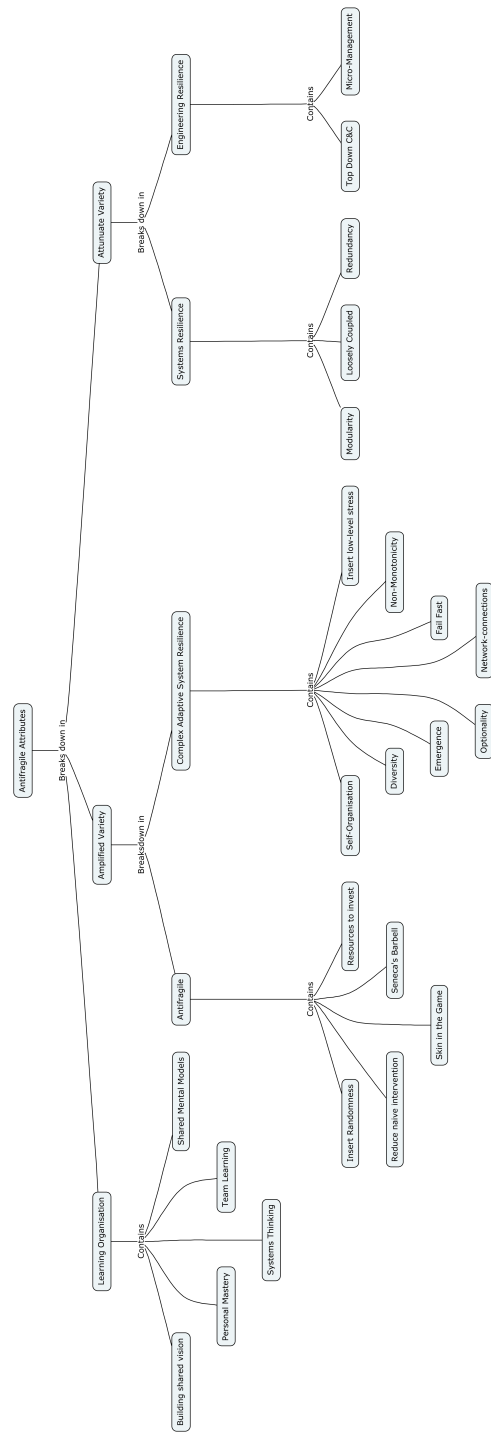 Antifragile Attributes
Breaks down in
Learning Organisation
Amplified Variety
Attunuate Variety
Contains
Breaksdown in
Breaks down in
Building shared vision
Personal Mastery
Systems Thinking
Team Learning
Shared Mental Models
Antifragile
Complex Adaptive System Resilience
Systems Resilience
Engineering Resilience
Contains
Contains
Contains
Contains
Insert Randomness
Reduce naive intervention
Skin in the Game
Seneca's Barbell
Resources to invest
Self-Organisation
Diversity
Emergence
Optionality
Network-connections
Fail Fast
Non-Monotonicity
Insert low-level stress
Modularity
Loosely Coupled
Redundancy
Top Down C&C
Micro-Management